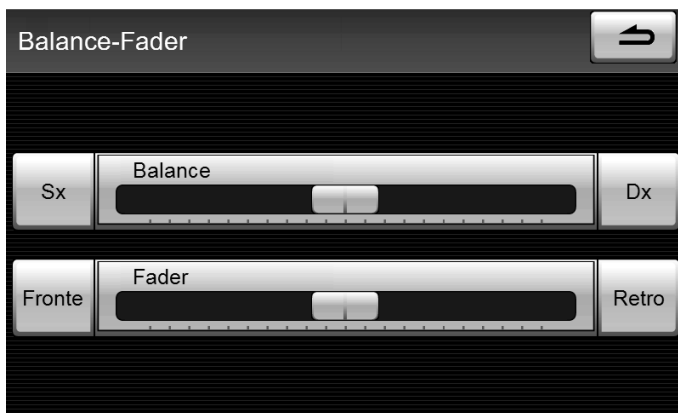 Balance-Fader
Balance
Sx
Dx
Fader
Fronte
Retro